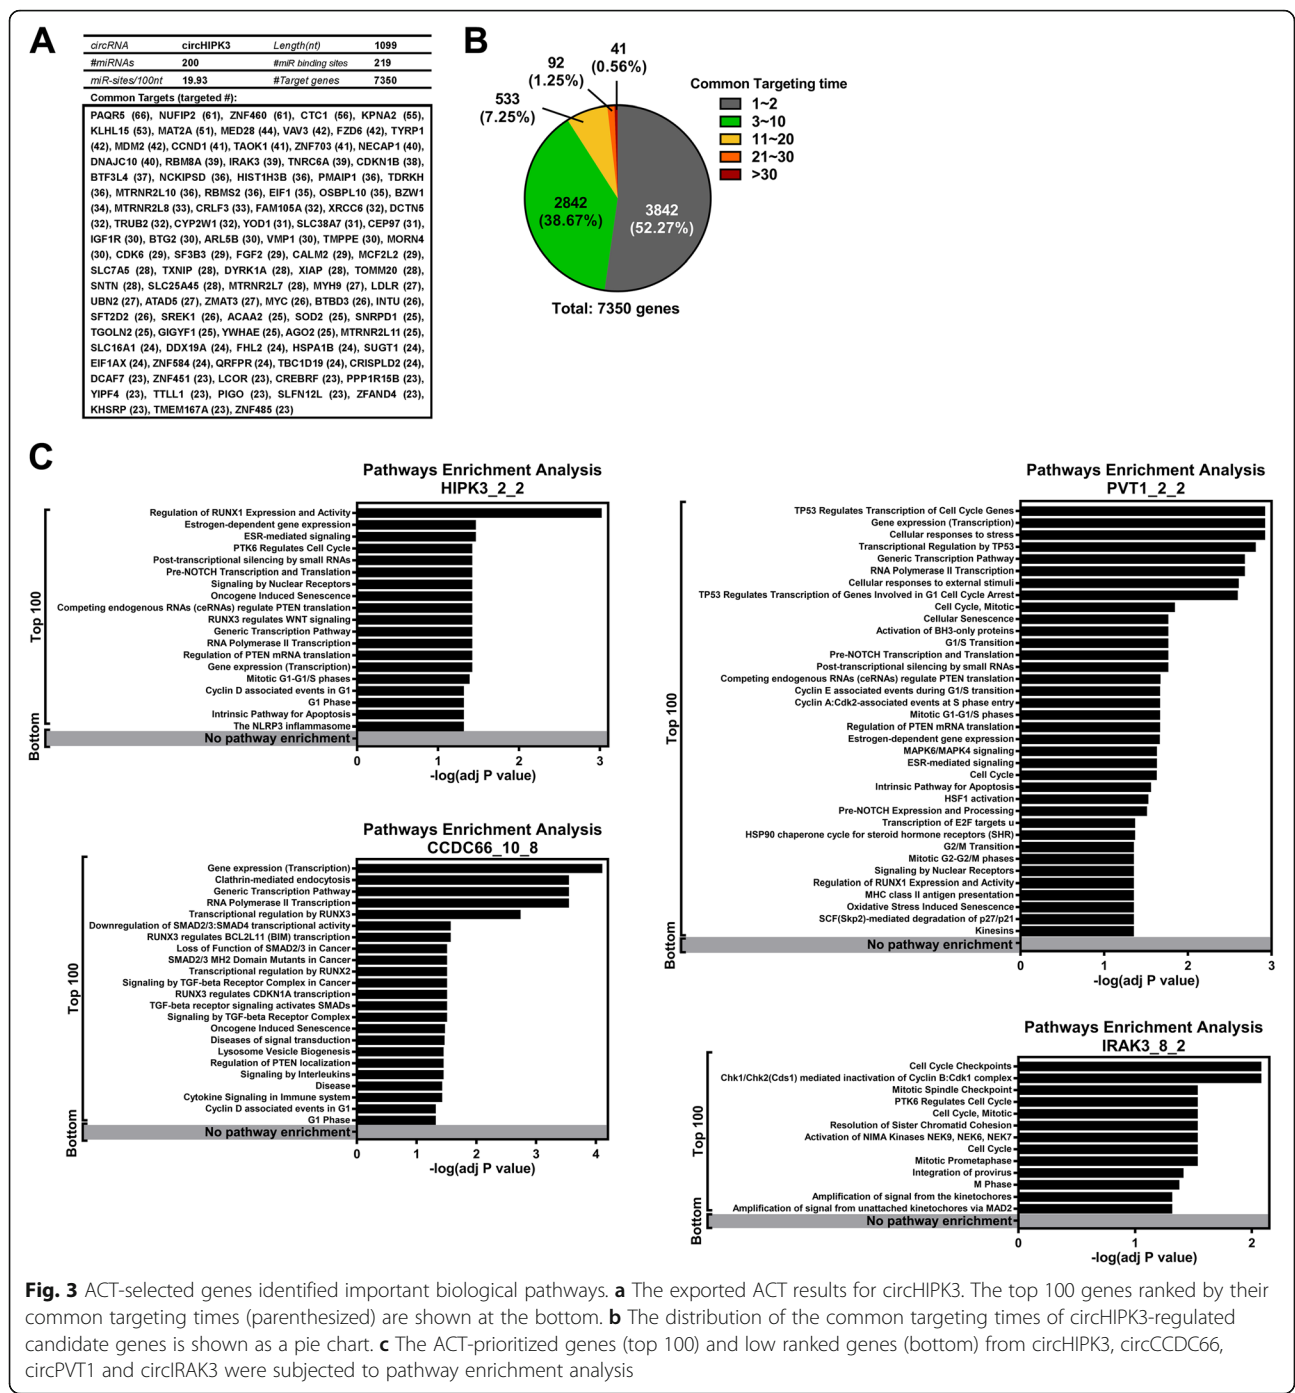 A
circRNA circHIPK3 Length(nt) 1099
#miRNAs 200 #miR binding sites 219
miR-sites/100nt 19.93 #Target genes 7350
Common Targets (targeted #):
PAQR5 (66), NUFIP2 (61), ZNF460 (61), CTC1 (56), KPNA2 (55),
KLHL15 (53), MAT2A (51), MED28 (44), VAV3 (42), FZD6 (42), TYRP1
(42), MDM2 (42), CCND1 (41), TAOK1 (41), ZNF703 (41), NECAP1 (40),
DNAJC10 (40), RBM8A (39), IRAK3 (39), TNRC6A (39), CDKN1B (38),
BTF3L4 (37), NCKIPSD (36), HIST1H3B (36), PMAIP1 (36), TDRKH
(36), MTRNR2L10 (36), RBMS2 (36), EIF1 (35), OSBPL10 (35), BZW1
(34), MTRNR2L8 (33), CRLF3 (33), FAM105A (32), XRCC6 (32), DCTN5
(32), TRUB2 (32), CYP2W1 (32), YOD1 (31), SLC38A7 (31), CEP97 (31),
IGF1R (30), BTG2 (30), ARL5B (30), VMP1 (30), TMPPE (30), MORN4
(30), CDK6 (29), SF3B3 (29), FGF2 (29), CALM2 (29), MCF2L2 (29),
SLC7A5 (28), TXNIP (28), DYRK1A (28), XIAP (28), TOMM20 (28),
SNTN (28), SLC25A45 (28), MTRNR2L7 (28), MYH9 (27), LDLR (27),
UBN2 (27), ATAD5 (27), ZMAT3 (27), MYC (26), BTBD3 (26), INTU (26),
SFT2D2 (26), SREK1 (26), ACAA2 (25), SOD2 (25), SNRPD1 (25),
TGOLN2 (25), GIGYF1 (25), YWHAE (25), AGO2 (25), MTRNR2L11 (25),
SLC16A1 (24), DDX19A (24), FHL2 (24), HSPA1B (24), SUGT1 (24),
EIF1AX (24), ZNF584 (24), QRFPR (24), TBC1D19 (24), CRISPLD2 (24),
DCAF7 (23), ZNF451 (23), LCOR (23), CREBRF (23), PPP1R15B (23),
YIPF4 (23), TTLL1 (23), PIGO (23), SLFN12L (23), ZFAND4 (23),
KHSRP (23), TMEM167A (23), ZNF485 (23)
B
41
(0.56%)
92
(1.25%)
533
(7.25%)
2842
(38.67%)
3842
(52.27%)
Total: 7350 genes
Common Targeting time
1~2
3~10
11~20
21~30
>30
C
Pathways Enrichment Analysis
HIPK3_2_2
Top 100
Regulation of RUNX1 Expression and Activity
Estrogen-dependent gene expression
ESR-mediated signaling
PTK6 Regulates Cell Cycle
Post-transcriptional silencing by small RNAs
Pre-NOTCH Transcription and Translation
Signaling by Nuclear Receptors
Oncogene Induced Senescence
Competing endogenous RNAs (ceRNAs) regulate PTEN translation
RUNX3 regulates WNT signaling
Generic Transcription Pathway
RNA Polymerase II Transcription
Regulation of PTEN mRNA translation
Gene expression (Transcription)
Mitotic G1-G1/S phases
Cyclin D associated events in G1
G1 Phase
Intrinsic Pathway for Apoptosis
The NLRP3 inflammasome
Bottom
No pathway enrichment
0 1 2 3
-log(adj P value)
Pathways Enrichment Analysis
CCDC66_10_8
Top 100
Gene expression (Transcription)
Clathrin-mediated endocytosis
Generic Transcription Pathway
RNA Polymerase II Transcription
Transcriptional regulation by RUNX3
Downregulation of SMAD2/3:SMAD4 transcriptional activity
RUNX3 regulates BCL2L11 (BIM) transcription
Loss of Function of SMAD2/3 in Cancer
SMAD2/3 MH2 Domain Mutants in Cancer
Transcriptional regulation by RUNX2
Signaling by TGF-beta Receptor Complex in Cancer
RUNX3 regulates CDKN1A transcription
TGF-beta receptor signaling activates SMADs
Signaling by TGF-beta Receptor Complex
Oncogene Induced Senescence
Diseases of signal transduction
Lysosome Vesicle Biogenesis
Regulation of PTEN localization
Signaling by Interleukins
Disease
Cytokine Signaling in Immune system
Cyclin D associated events in G1
G1 Phase
Bottom
No pathway enrichment
0 1 2 3 4
-log(adj P value)
Pathways Enrichment Analysis
PVT1_2_2
Top 100
TP53 Regulates Transcription of Cell Cycle Genes
Gene expression (Transcription)
Cellular responses to stress
Transcriptional Regulation by TP53
Generic Transcription Pathway
RNA Polymerase II Transcription
Cellular responses to external stimuli
TP53 Regulates Transcription of Genes Involved in G1 Cell Cycle Arrest
Cell Cycle, Mitotic
Cellular Senescence
Activation of BH3-only proteins
G1/S Transition
Pre-NOTCH Transcription and Translation
Post-transcriptional silencing by small RNAs
Competing endogenous RNAs (ceRNAs) regulate PTEN translation
Cyclin E associated events during G1/S transition
Cyclin A:Cdk2-associated events at S phase entry
Mitotic G1-G1/S phases
Regulation of PTEN mRNA translation
Estrogen-dependent gene expression
MAPK6/MAPK4 signaling
ESR-mediated signaling
Cell Cycle
Intrinsic Pathway for Apoptosis
HSF1 activation
Pre-NOTCH Expression and Processing
Transcription of E2F targets u
HSP90 chaperone cycle for steroid hormone receptors (SHR)
G2/M Transition
Mitotic G2-G2/M phases
Signaling by Nuclear Receptors
Regulation of RUNX1 Expression and Activity
MHC class II antigen presentation
Oxidative Stress Induced Senescence
SCF(Skp2)-mediated degradation of p27/p21
Kinesins
Bottom
No pathway enrichment
0 1 2 3
-log(adj P value)
Pathways Enrichment Analysis
IRAK3_8_2
Top 100
Cell Cycle Checkpoints
Chk1/Chk2(Cds1) mediated inactivation of Cyclin B:Cdk1 complex
Mitotic Spindle Checkpoint
PTK6 Regulates Cell Cycle
Cell Cycle, Mitotic
Resolution of Sister Chromatid Cohesion
Activation of NIMA Kinases NEK9, NEK6, NEK7
Cell Cycle
Mitotic Prometaphase
Integration of provirus
M Phase
Amplification of signal from the kinetochores
Amplification of signal from unattached kinetochores via MAD2
Bottom
No pathway enrichment
0 1 2
-log(adj P value)
Fig. 3 ACT-selected genes identified important biological pathways. a The exported ACT results for circHIPK3. The top 100 genes ranked by their
common targeting times (parenthesized) are shown at the bottom. b The distribution of the common targeting times of circHIPK3-regulated
candidate genes is shown as a pie chart. c The ACT-prioritized genes (top 100) and low ranked genes (bottom) from circHIPK3, circCCDC66,
circPVT1 and circIRAK3 were subjected to pathway enrichment analysis